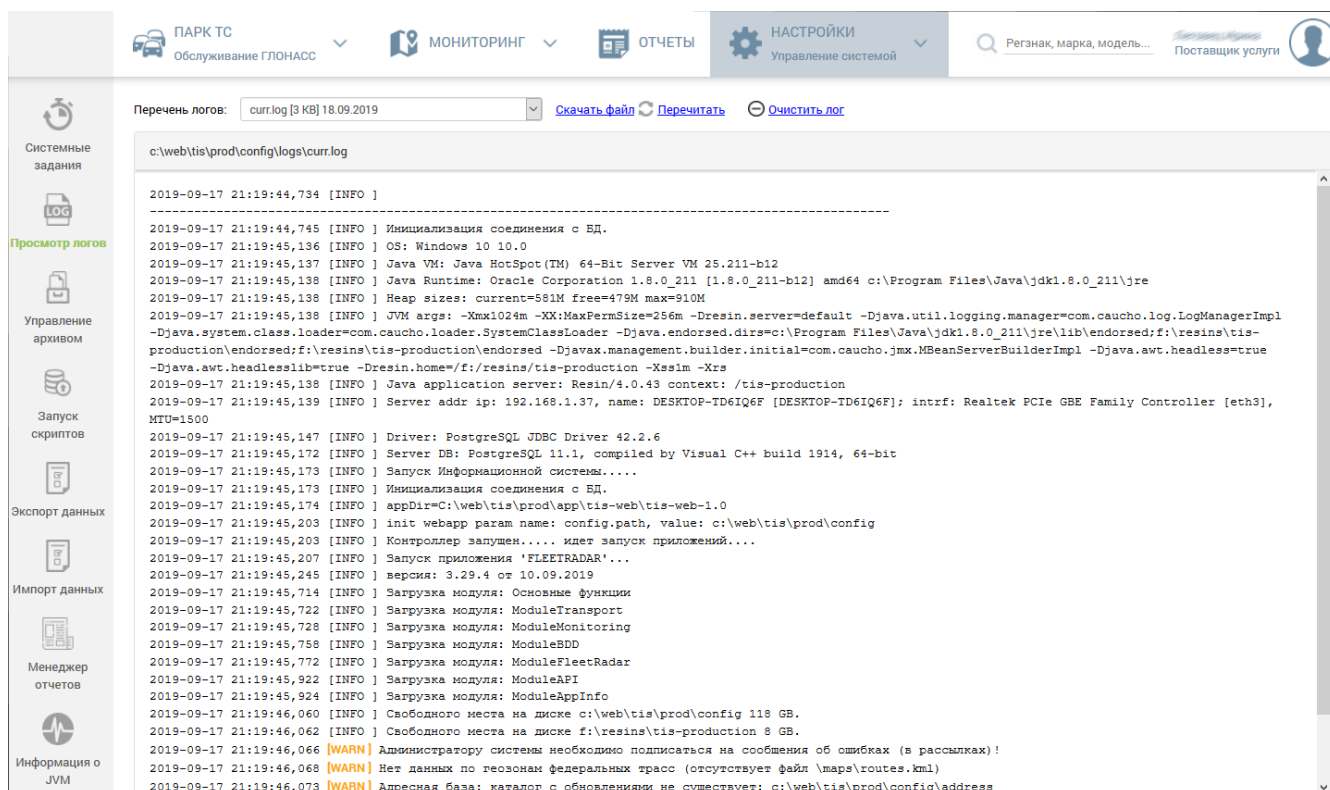 ПАРК ТС
Обслуживание ГЛОНАСС
МОНИТОРИНГ
ОТЧЕТЫ
НАСТРОЙКИ
Управление системой
Регзнак, марка, модель...
Поставщик услуги
Перечень логов:
curr.log [3 KB] 18.09.2019
Скачать файл
Перечитать
Очистить лог
Системные
задания
LOG
Просмотр логов
Управление
архивом
Запуск
скриптов
Экспорт данных
Импорт данных
Менеджер
отчетов
Информация о
JVM
c:\web\tis\prod\config\logs\curr.log
2019-09-17 21:19:44,734 [INFO ]
----------------------------------------------------------------------------------------------------
2019-09-17 21:19:44,745 [INFO ] Инициализация соединения с БД.
2019-09-17 21:19:45,136 [INFO ] OS: Windows 10 10.0
2019-09-17 21:19:45,137 [INFO ] Java VM: Java HotSpot(TM) 64-Bit Server VM 25.211-b12
2019-09-17 21:19:45,138 [INFO ] Java Runtime: Oracle Corporation 1.8.0_211 [1.8.0_211-b12] amd64 c:\Program Files\Java\jdk1.8.0_211\jre
2019-09-17 21:19:45,138 [INFO ] Heap sizes: current=581M free=479M max=910M
2019-09-17 21:19:45,138 [INFO ] JVM args: -Xmx1024m -XX:MaxPermSize=256m -Dresin.server=default -Djava.util.logging.manager=com.caucho.log.LogManagerImpl
-Djava.system.class.loader=com.caucho.loader.SystemClassLoader -Djava.endorsed.dirs=c:\Program Files\Java\jdk1.8.0_211\jre\lib\endorsed;f:\resins\tis-
production\endorsed;f:\resins\tis-production\endorsed -Djavax.management.builder.initial=com.caucho.jmx.MBeanServerBuilderImpl -Djava.awt.headless=true
-Djava.awt.headlesslib=true -Dresin.home=/f:/resins/tis-production -Xss1m -Xrs
2019-09-17 21:19:45,138 [INFO ] Java application server: Resin/4.0.43 context: /tis-production
2019-09-17 21:19:45,139 [INFO ] Server addr ip: 192.168.1.37, name: DESKTOP-TD6IQ6F [DESKTOP-TD6IQ6F]; intrf: Realtek PCIe GBE Family Controller [eth3],
MTU=1500
2019-09-17 21:19:45,147 [INFO ] Driver: PostgreSQL JDBC Driver 42.2.6
2019-09-17 21:19:45,172 [INFO ] Server DB: PostgreSQL 11.1, compiled by Visual C++ build 1914, 64-bit
2019-09-17 21:19:45,173 [INFO ] Запуск Информационной системы.....
2019-09-17 21:19:45,173 [INFO ] Инициализация соединения с БД.
2019-09-17 21:19:45,174 [INFO ] appDir=C:\web\tis\prod\app\tis-web\tis-web-1.0
2019-09-17 21:19:45,203 [INFO ] init webapp param name: config.path, value: c:\web\tis\prod\config
2019-09-17 21:19:45,203 [INFO ] Контроллер запущен..... идет запуск приложений....
2019-09-17 21:19:45,207 [INFO ] Запуск приложения 'FLEETRADAR'...
2019-09-17 21:19:45,245 [INFO ] версия: 3.29.4 от 10.09.2019
2019-09-17 21:19:45,714 [INFO ] Загрузка модуля: Основные функции
2019-09-17 21:19:45,722 [INFO ] Загрузка модуля: ModuleTransport
2019-09-17 21:19:45,728 [INFO ] Загрузка модуля: ModuleMonitoring
2019-09-17 21:19:45,758 [INFO ] Загрузка модуля: ModuleBDD
2019-09-17 21:19:45,772 [INFO ] Загрузка модуля: ModuleFleetRadar
2019-09-17 21:19:45,922 [INFO ] Загрузка модуля: ModuleAPI
2019-09-17 21:19:45,924 [INFO ] Загрузка модуля: ModuleAppInfo
2019-09-17 21:19:46,060 [INFO ] Свободного места на диске c:\web\tis\prod\config 118 GB.
2019-09-17 21:19:46,062 [INFO ] Свободного места на диске f:\resins\tis-production 8 GB.
2019-09-17 21:19:46,066 [WARN ] Администратору системы необходимо подписаться на сообщения об ошибках (в рассылках)!
2019-09-17 21:19:46,068 [WARN ] Нет данных по геозонам федеральных трасс (отсутствует файл \maps\routes.kml)
2019-09-17 21:19:46,073 [WARN ] Адресная база: каталог с обновлениями не существует: c:\web\tis\prod\config\address